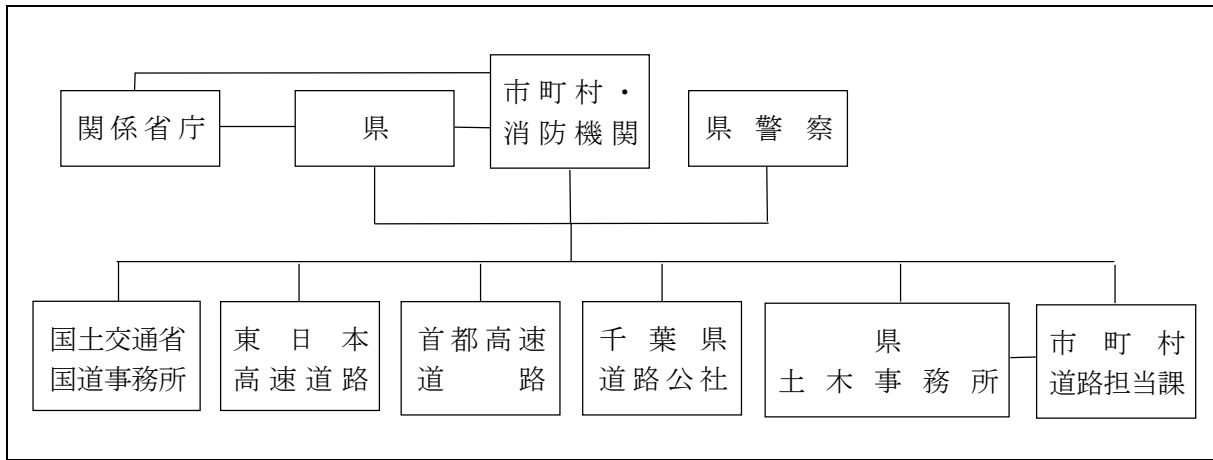 関係省庁
県
市町村・
消防機関
県警察
国土交通省
国道事務所
東日本
高速道路
首都高速
道路
千葉県
道路公社
県
土木事務所
市町村
道路担当課